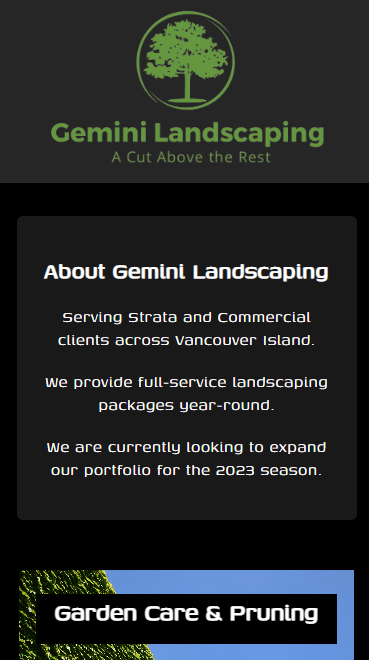 Gemini Landscaping
A Cut Above the Rest
About Gemini Landscaping
Serving Strata and Commercial
clients across Vancouver Island.
We provide full-service landscaping
packages year-round.
We are currently looking to expand
our portfolio for the 2023 season.
Garden Care & Pruning